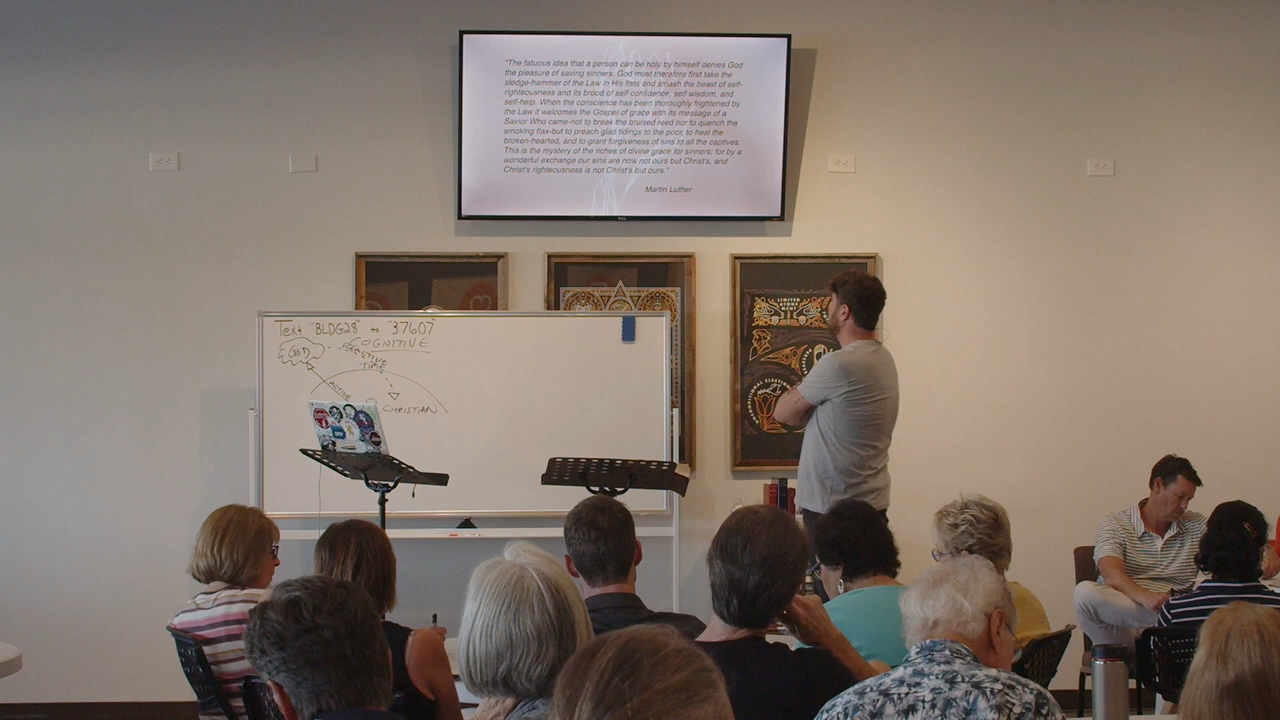 "The fatuous idea that a person can be holy by himself denies God
the pleasure of saving sinners. God must therefore first take the
sledge-hammer of the Law in His fists and smash the beast of self-
righteousness and its brood of self-confidence, self wisdom, and
self-help. When the conscience has been thoroughly frightened by
the Law it welcomes the Gospel of grace with its message of a
Savior Who came-not to break the bruised reed nor to quench the
smoking flax-but to preach glad tidings to the poor, to heal the
broken-hearted, and to grant forgiveness of sins to all the captives.
This is the mystery of the riches of divine grace for sinners; for by a
wonderful exchange our sins are now not ours but Christ's, and
Christ's righteousness is not Christ's but ours."
Martin Luther
Text "BLDG28" to "37607"
COGNITIVE
GOD
TIME
ACTIVE
CHRISTIAN
LIMITED
ATONE
MENT
UNCONDITIONAL ELECTION